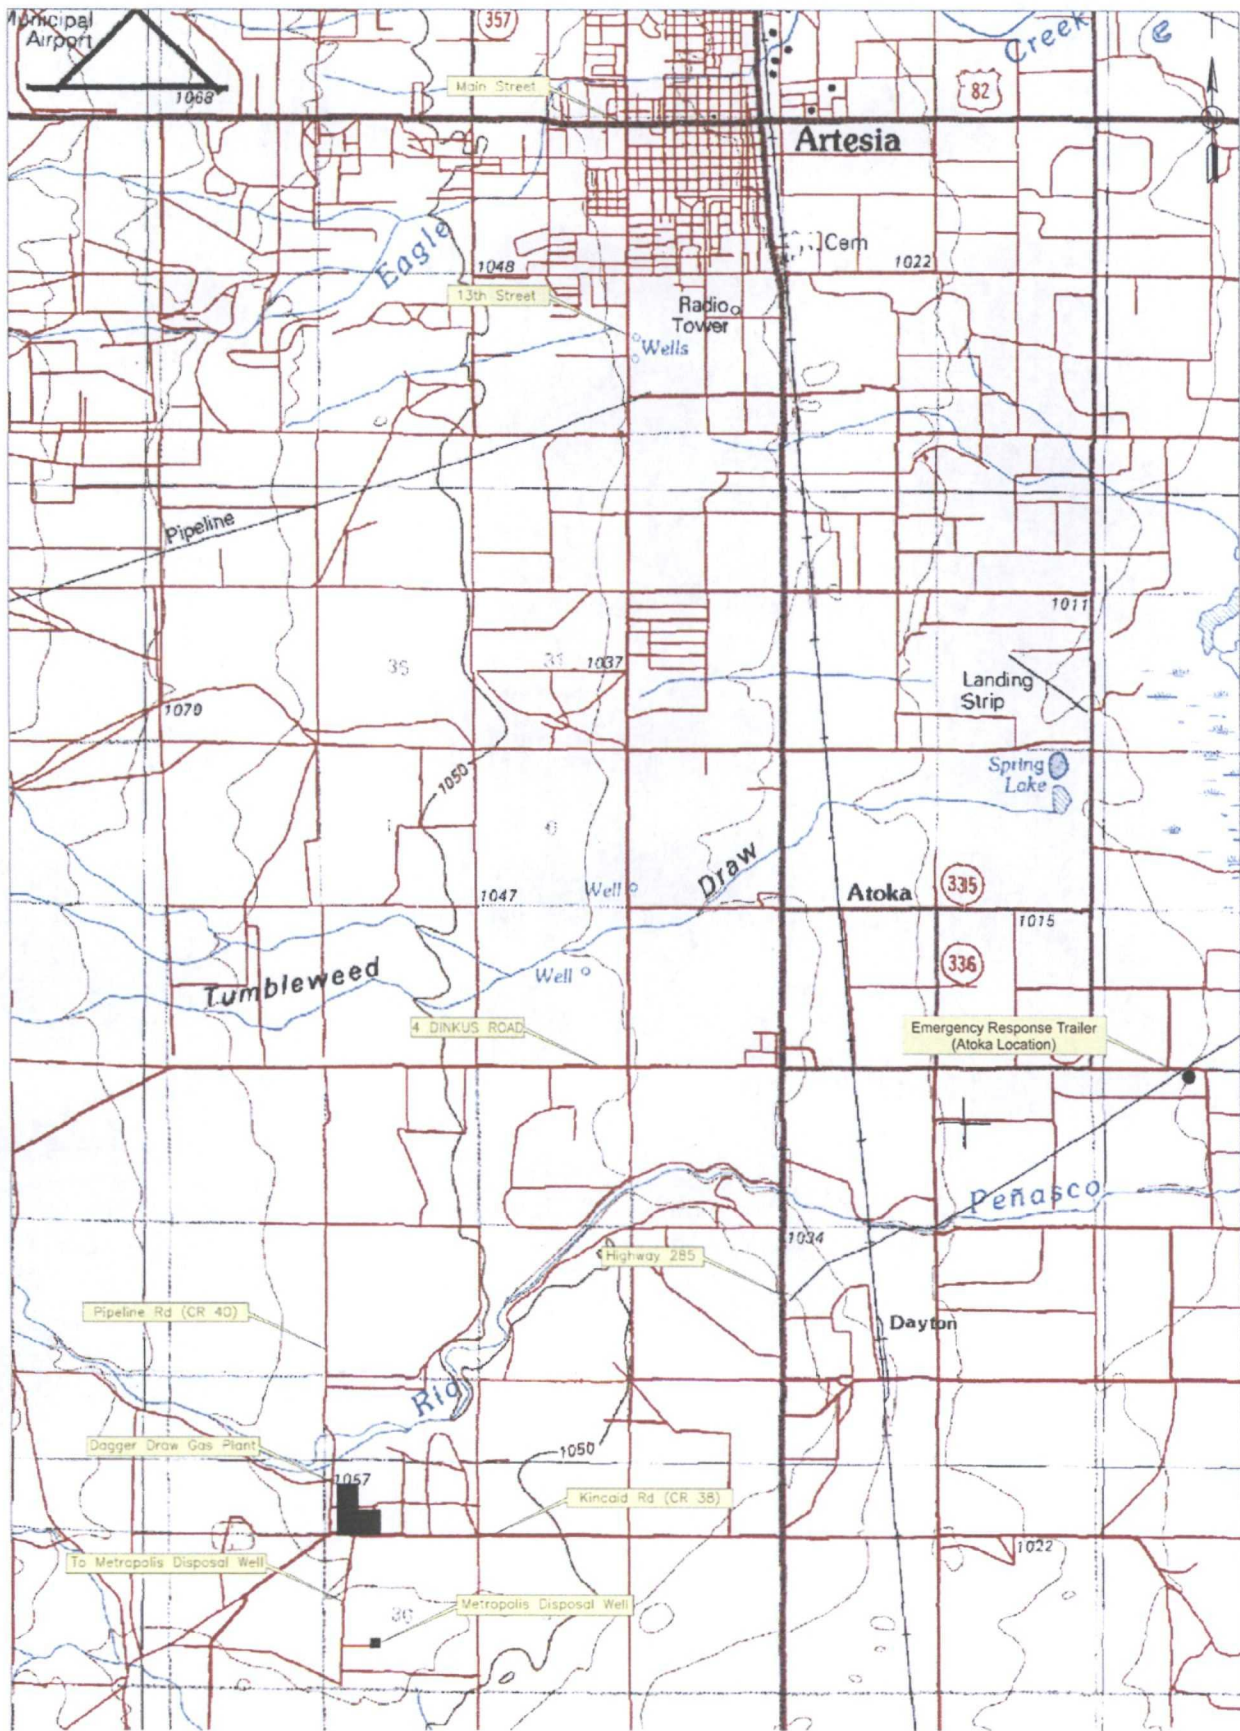 Municipal
Airport
1068
357
Main Street
Creek
82
Artesia
Eagle
Cem
1048
1022
13th Street
Radio
Tower
Wells
Pipeline
1011
35
31
1037
Landing
Strip
1070
Spring
Lake
1050
Draw
Well
Atoka
335
1047
1015
336
Tumbleweed
Well
4 DINKUS ROAD
Emergency Response Trailer
(Atoka Location)
Peñasco
1034
Highway 285
Pipeline Rd (CR 40)
Dayton
Rio
Dagger Draw Gas Plant
1050
1057
Kincaid Rd (CR 38)
1022
To Metropolis Disposal Well
Metropolis Disposal Well
36